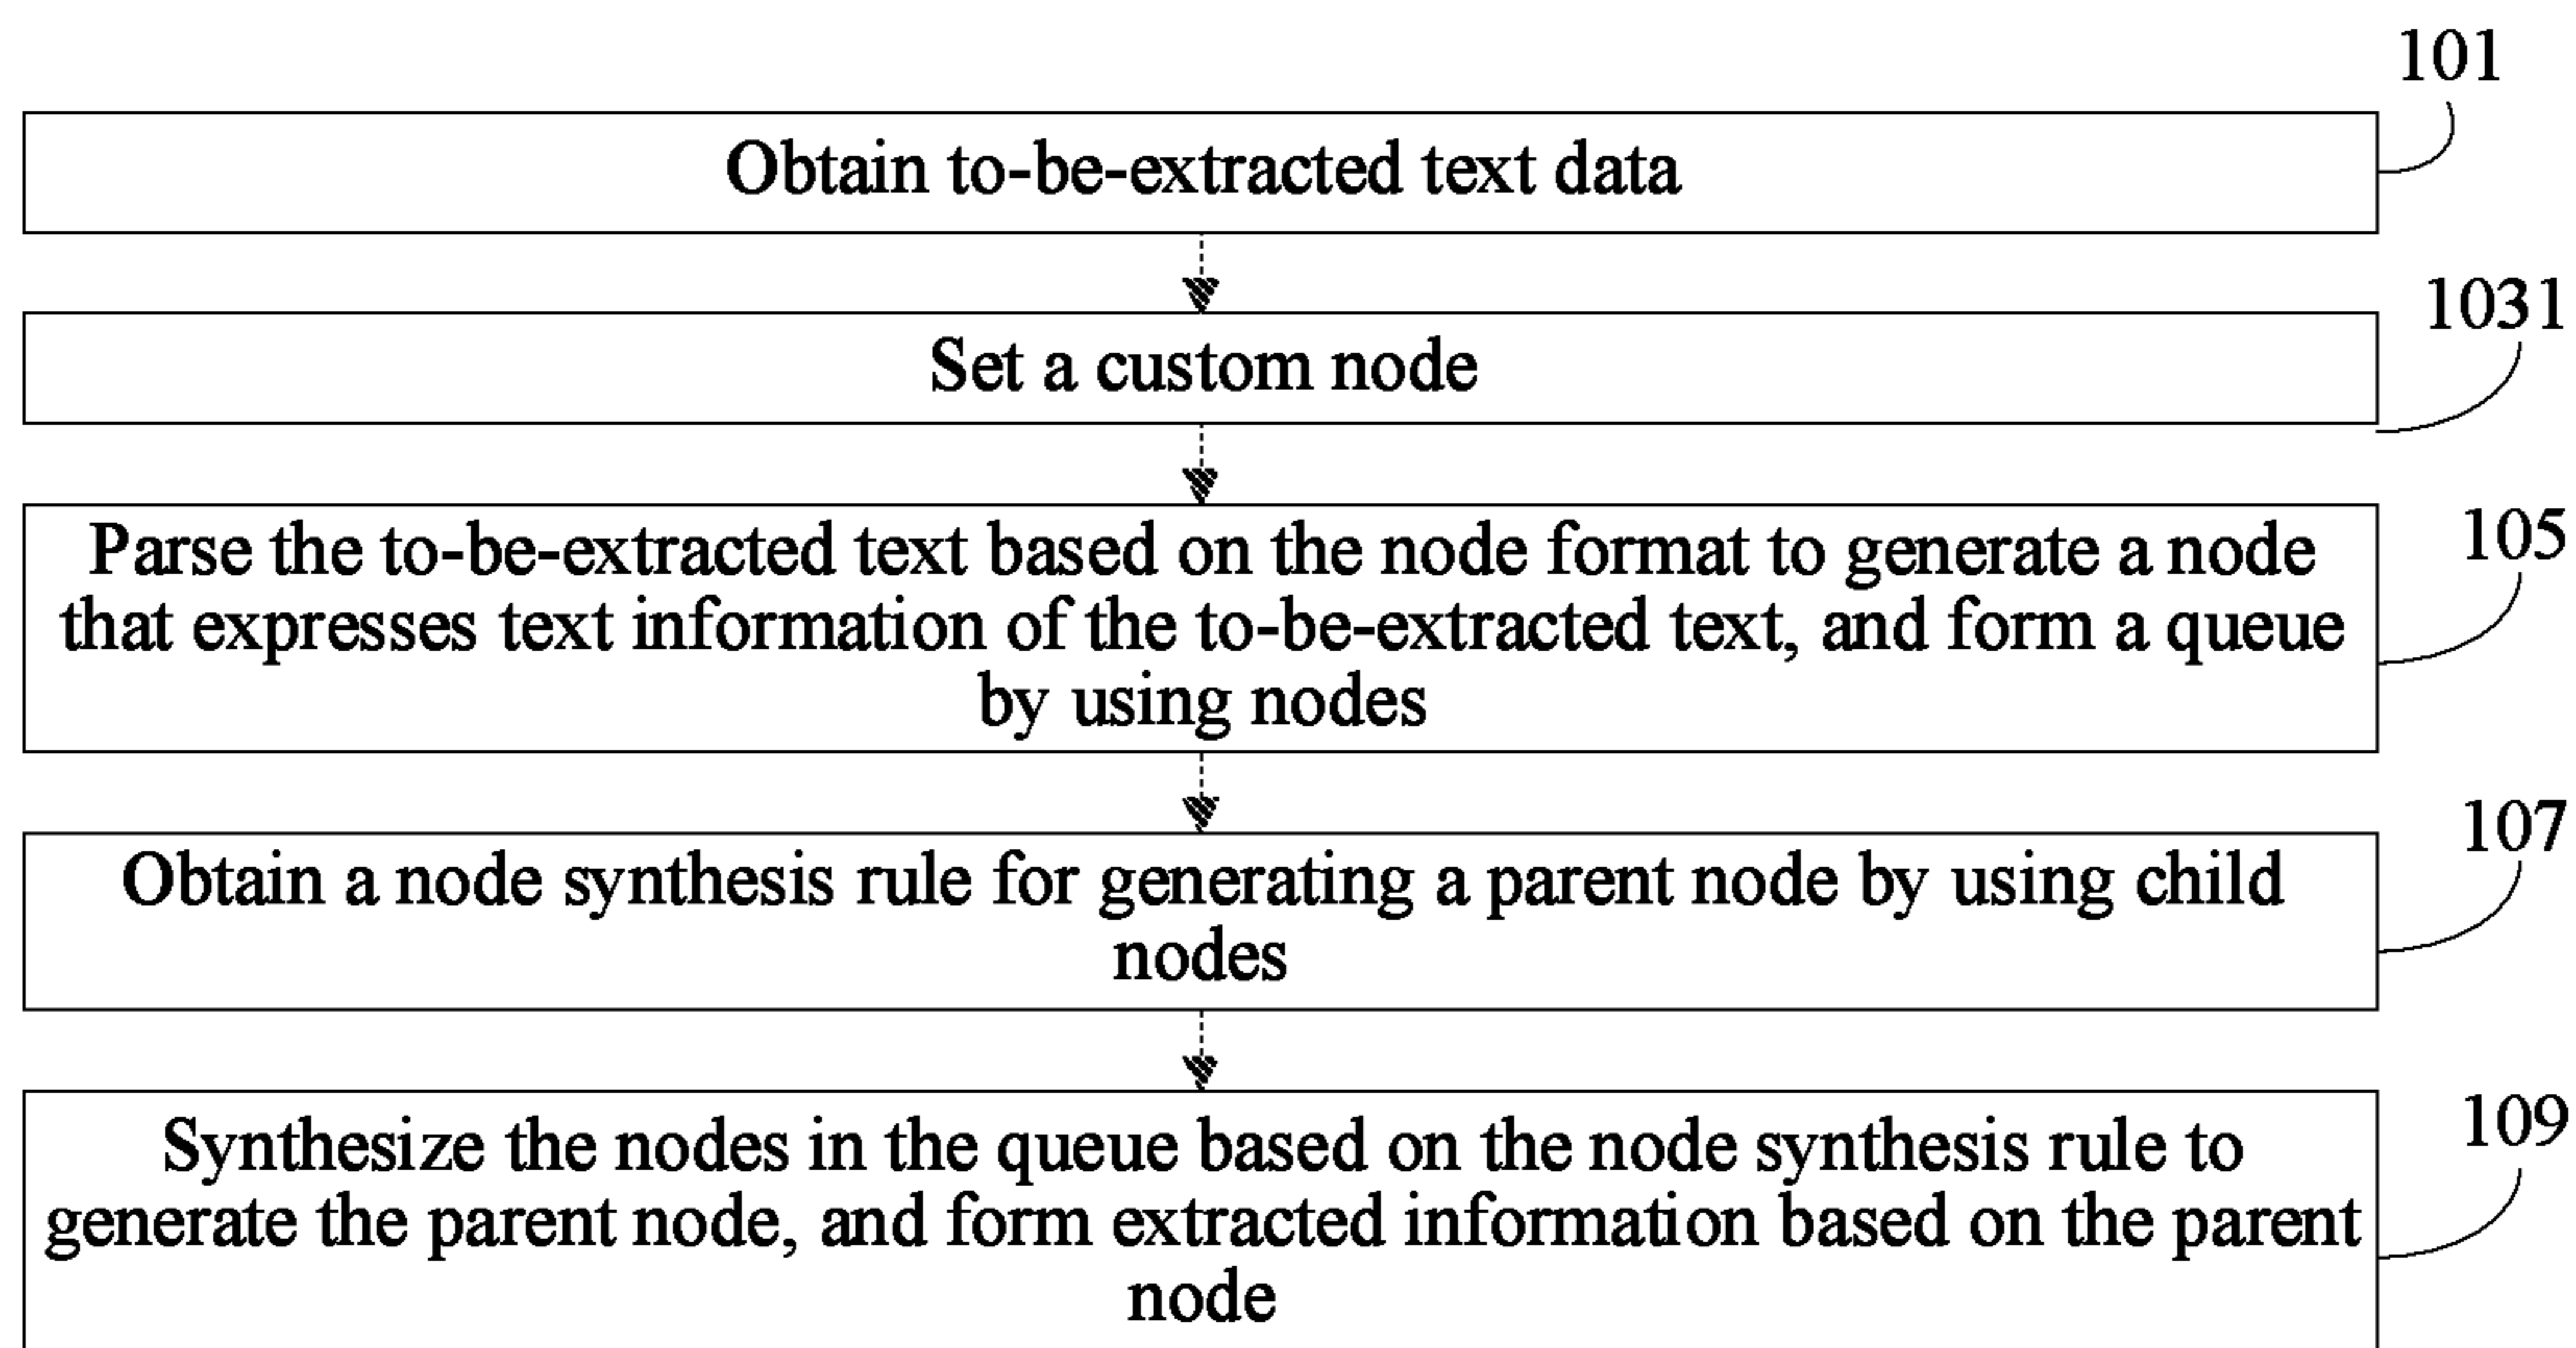 101
Obtain to-be-extracted text data
1031
Set a custom node
105
Parse the to-be-extracted text based on the node format to generate a node
that expresses text information of the to-be-extracted text, and form a queue
by using nodes
107
Obtain a node synthesis rule for generating a parent node by using child
nodes
109
Synthesize the nodes in the queue based on the node synthesis rule to
generate the parent node, and form extracted information based on the parent
node